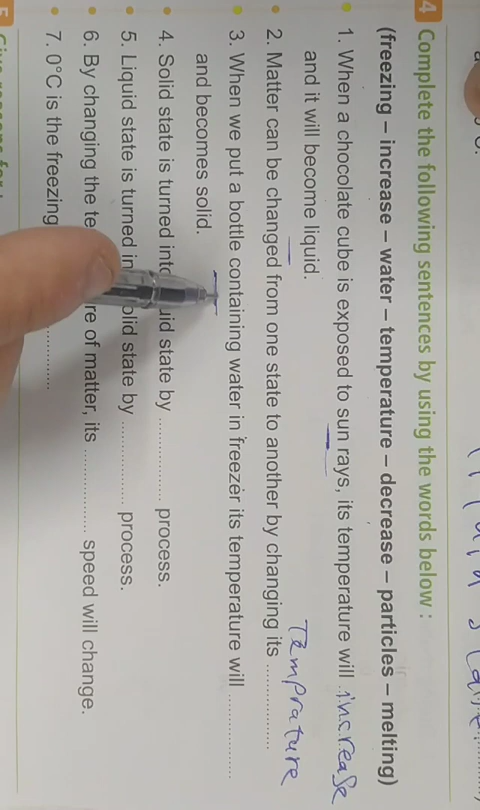 4 Complete the following sentences by using the words below :
(freezing – increase – water – temperature – decrease – particles – melting)
1. When a chocolate cube is exposed to sun rays, its temperature will increase
and it will become liquid.
Temprature
2. Matter can be changed from one state to another by changing its ..............
3. When we put a bottle containing water in freezer its temperature will ..............
and becomes solid.
4. Solid state is turned into state by .............. process.
5. Liquid state is turned in solid state by .............. process.
6. By changing the of matter, its .............. speed will change.
7. 0°C is the freezing ..............